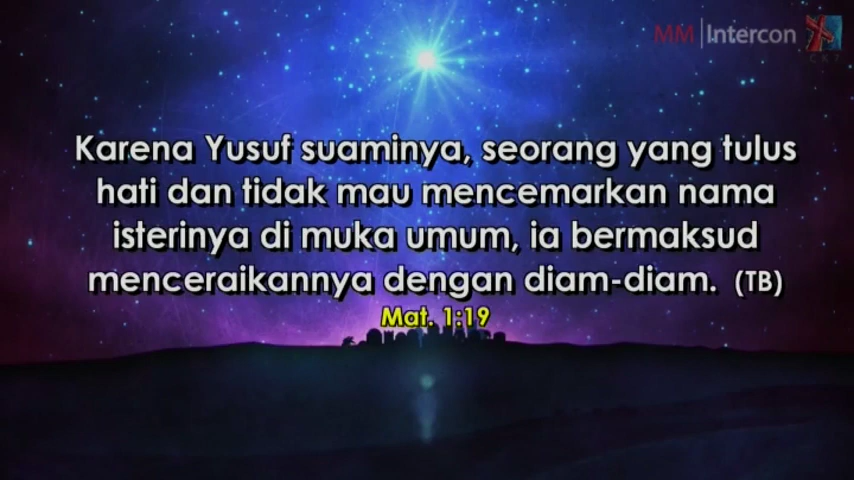 MM|Intercon
CK7
Karena Yusuf suaminya, seorang yang tulus
hati dan tidak mau mencemarkan nama
isterinya di muka umum, ia bermaksud
menceraikannya dengan diam-diam. (TB)
Mat. 1:19